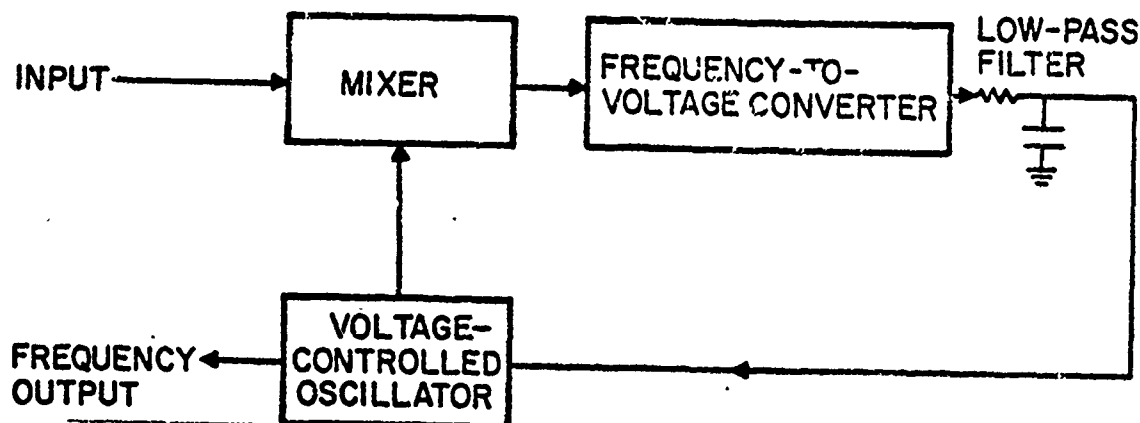 INPUT
MIXER
FREQUENCY-TO-
VOLTAGE CONVERTER
LOW-PASS
FILTER
VOLTAGE-
CONTROLLED
OSCILLATOR
FREQUENCY
OUTPUT